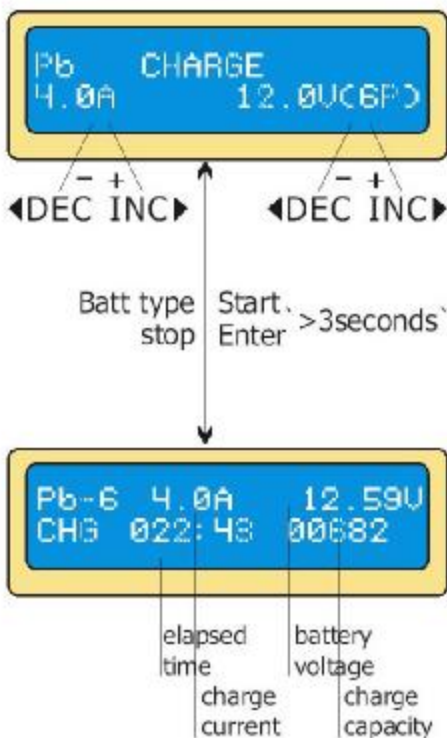 Pb CHARGE
4.0A 12.0V(6P)
- + - +
◀DEC INC▶ ◀DEC INC▶
Batt type Start
stop Enter >3seconds
Pb-6 4.0A 12.59V
CHG 022:43 00682
elapsed battery
time voltage
charge charge
current capacity